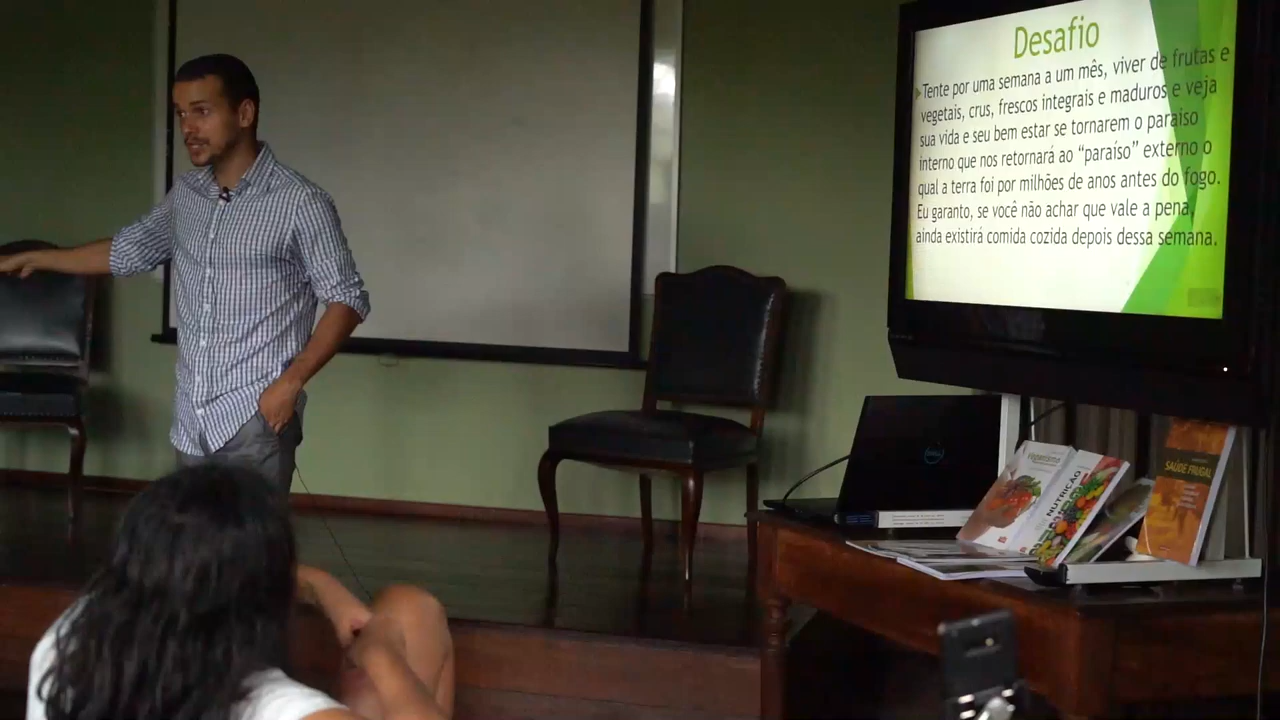 Desafio
Tente por uma semana a um mês, viver de frutas e
vegetais, crus, frescos integrais e maduros e veja
sua vida e seu bem estar se tornarem o paraiso
interno que nos retornará ao “paraíso” externo o
qual a terra foi por milhões de anos antes do fogo.
Eu garanto, se você não achar que vale a pena,
ainda existirá comida cozida depois dessa semana.
DELL
Veganismo
NUTRIÇÃO
SAÚDE FRUGAL